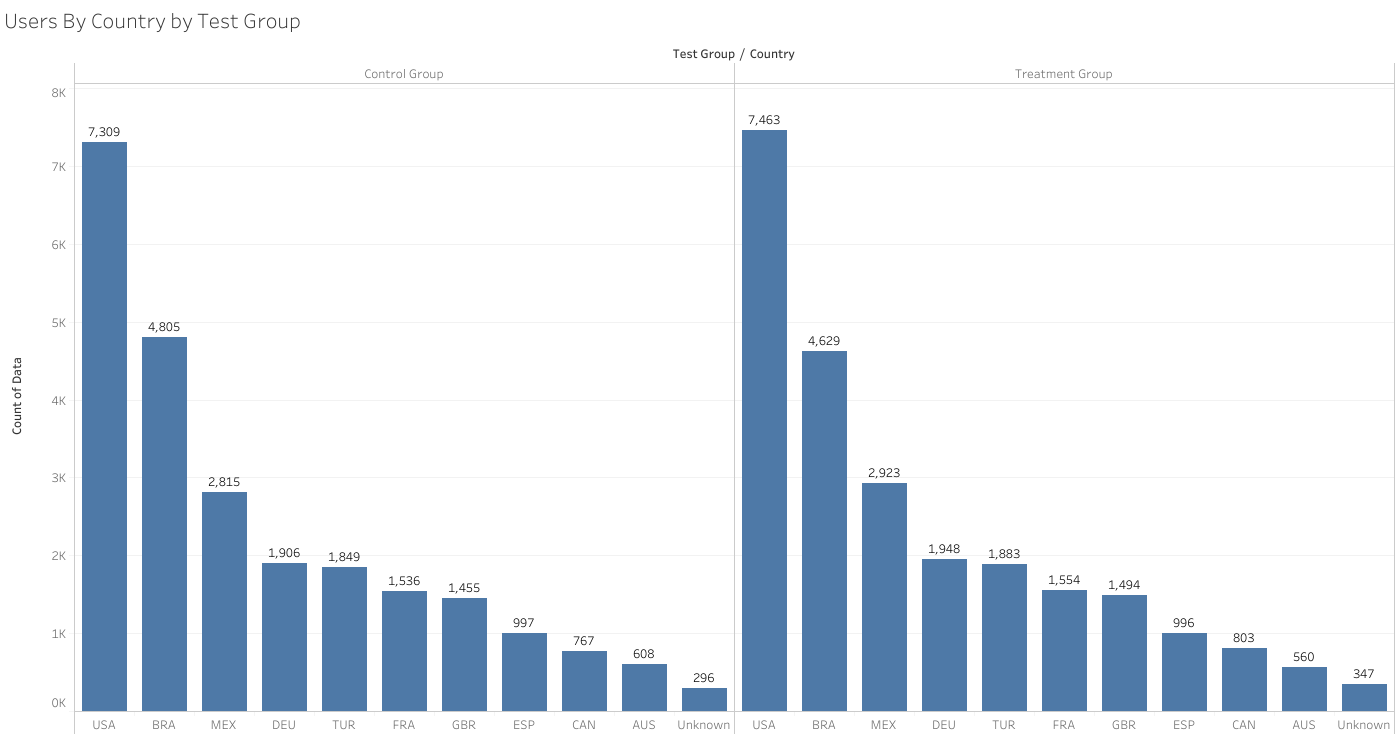 Users By Country by Test Group
Test Group / Country
Control Group Treatment Group
Count of Data
8K
7K
6K
5K
4K
3K
2K
1K
0K
7,309 4,805 2,815 1,906 1,849 1,536 1,455 997 767 608 296
7,463 4,629 2,923 1,948 1,883 1,554 1,494 996 803 560 347
USA BRA MEX DEU TUR FRA GBR ESP CAN AUS Unknown USA BRA MEX DEU TUR FRA GBR ESP CAN AUS Unknown